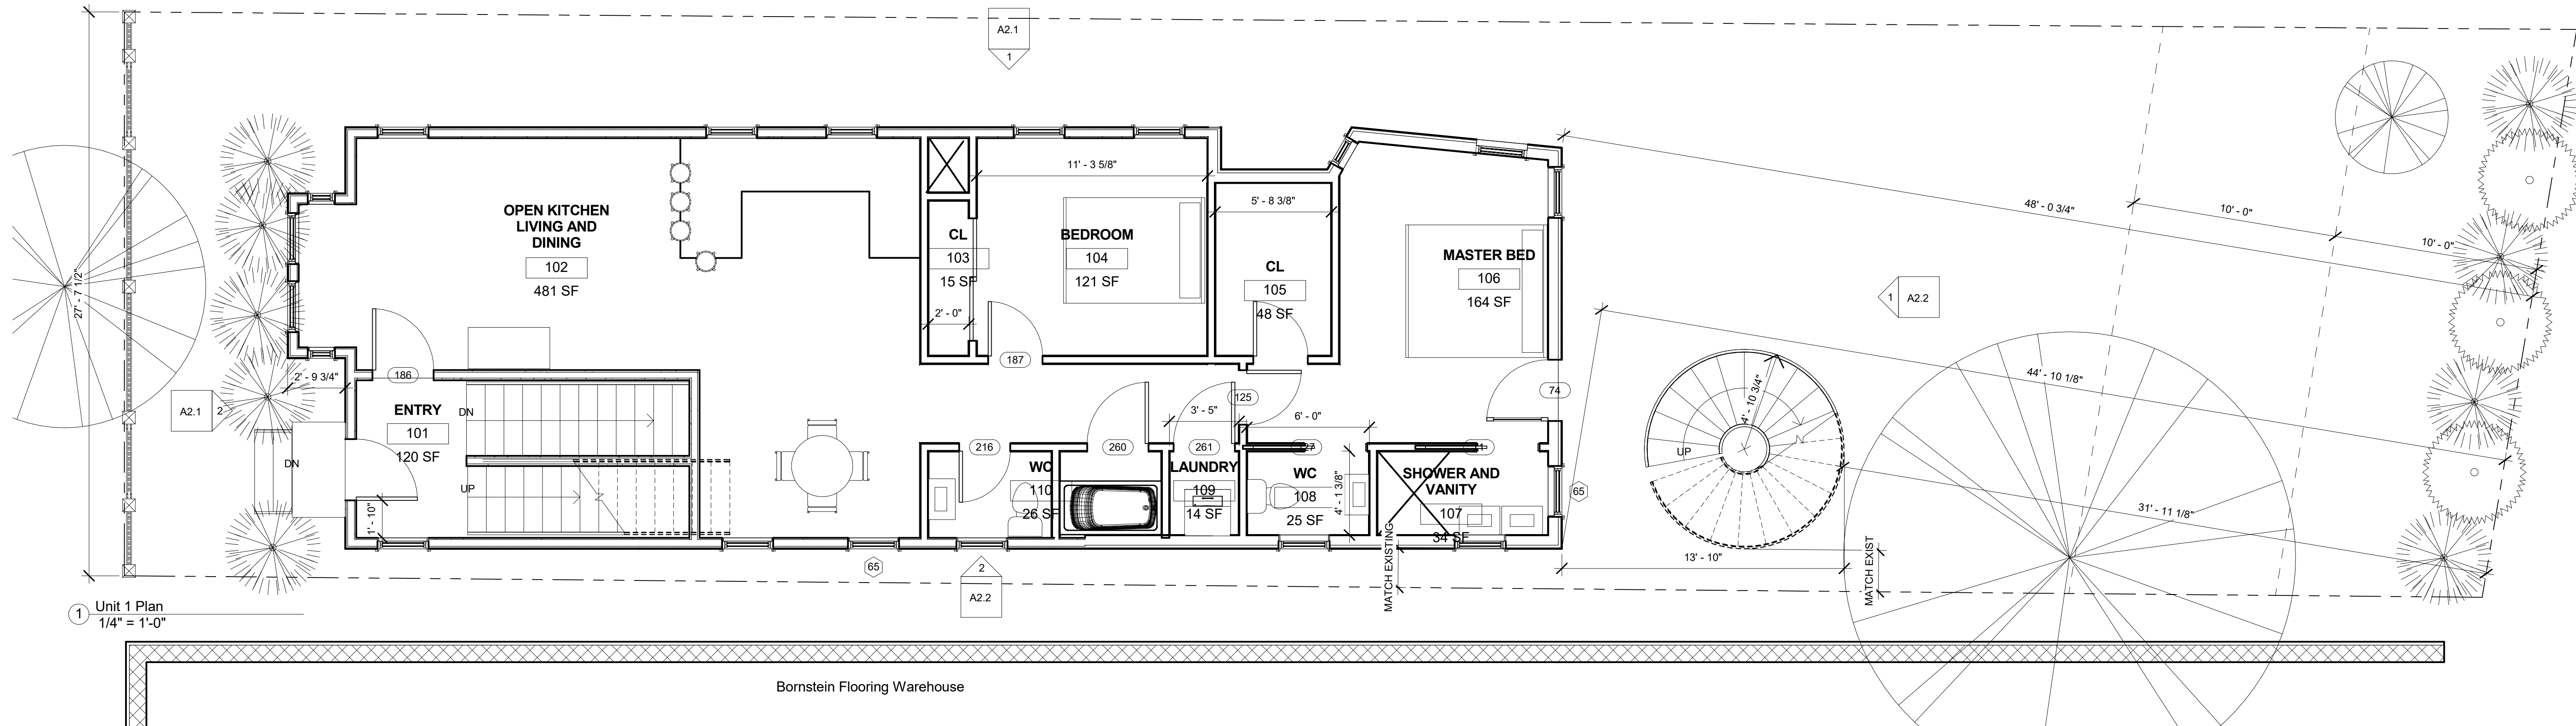 A2.1
1
27' - 7 1/2"
OPEN KITCHEN
LIVING AND
DINING
102
481 SF
CL
103
15 SF
2' - 0"
11' - 3 5/8"
BEDROOM
104
121 SF
5' - 8 3/8"
CL
105
48 SF
MASTER BED
106
164 SF
48' - 0 3/4"
10' - 0"
10' - 0"
1
A2.2
187
186
2' - 9 3/4"
A2.1
2
ENTRY
101
120 SF
DN
DN
UP
1' - 10"
125
3' - 5"
6' - 0"
74
4' - 10 3/4"
44' - 10 1/8"
216
260
261
WC
110
26 SF
LAUNDRY
109
14 SF
WC
108
25 SF
4' - 1 3/8"
SHOWER AND
VANITY
107
34 SF
UP
65
31' - 11 1/8"
13' - 10"
MATCH EXISTING
MATCH EXIST
65
2
A2.2
1
Unit 1 Plan
1/4" = 1'-0"
Bornstein Flooring Warehouse